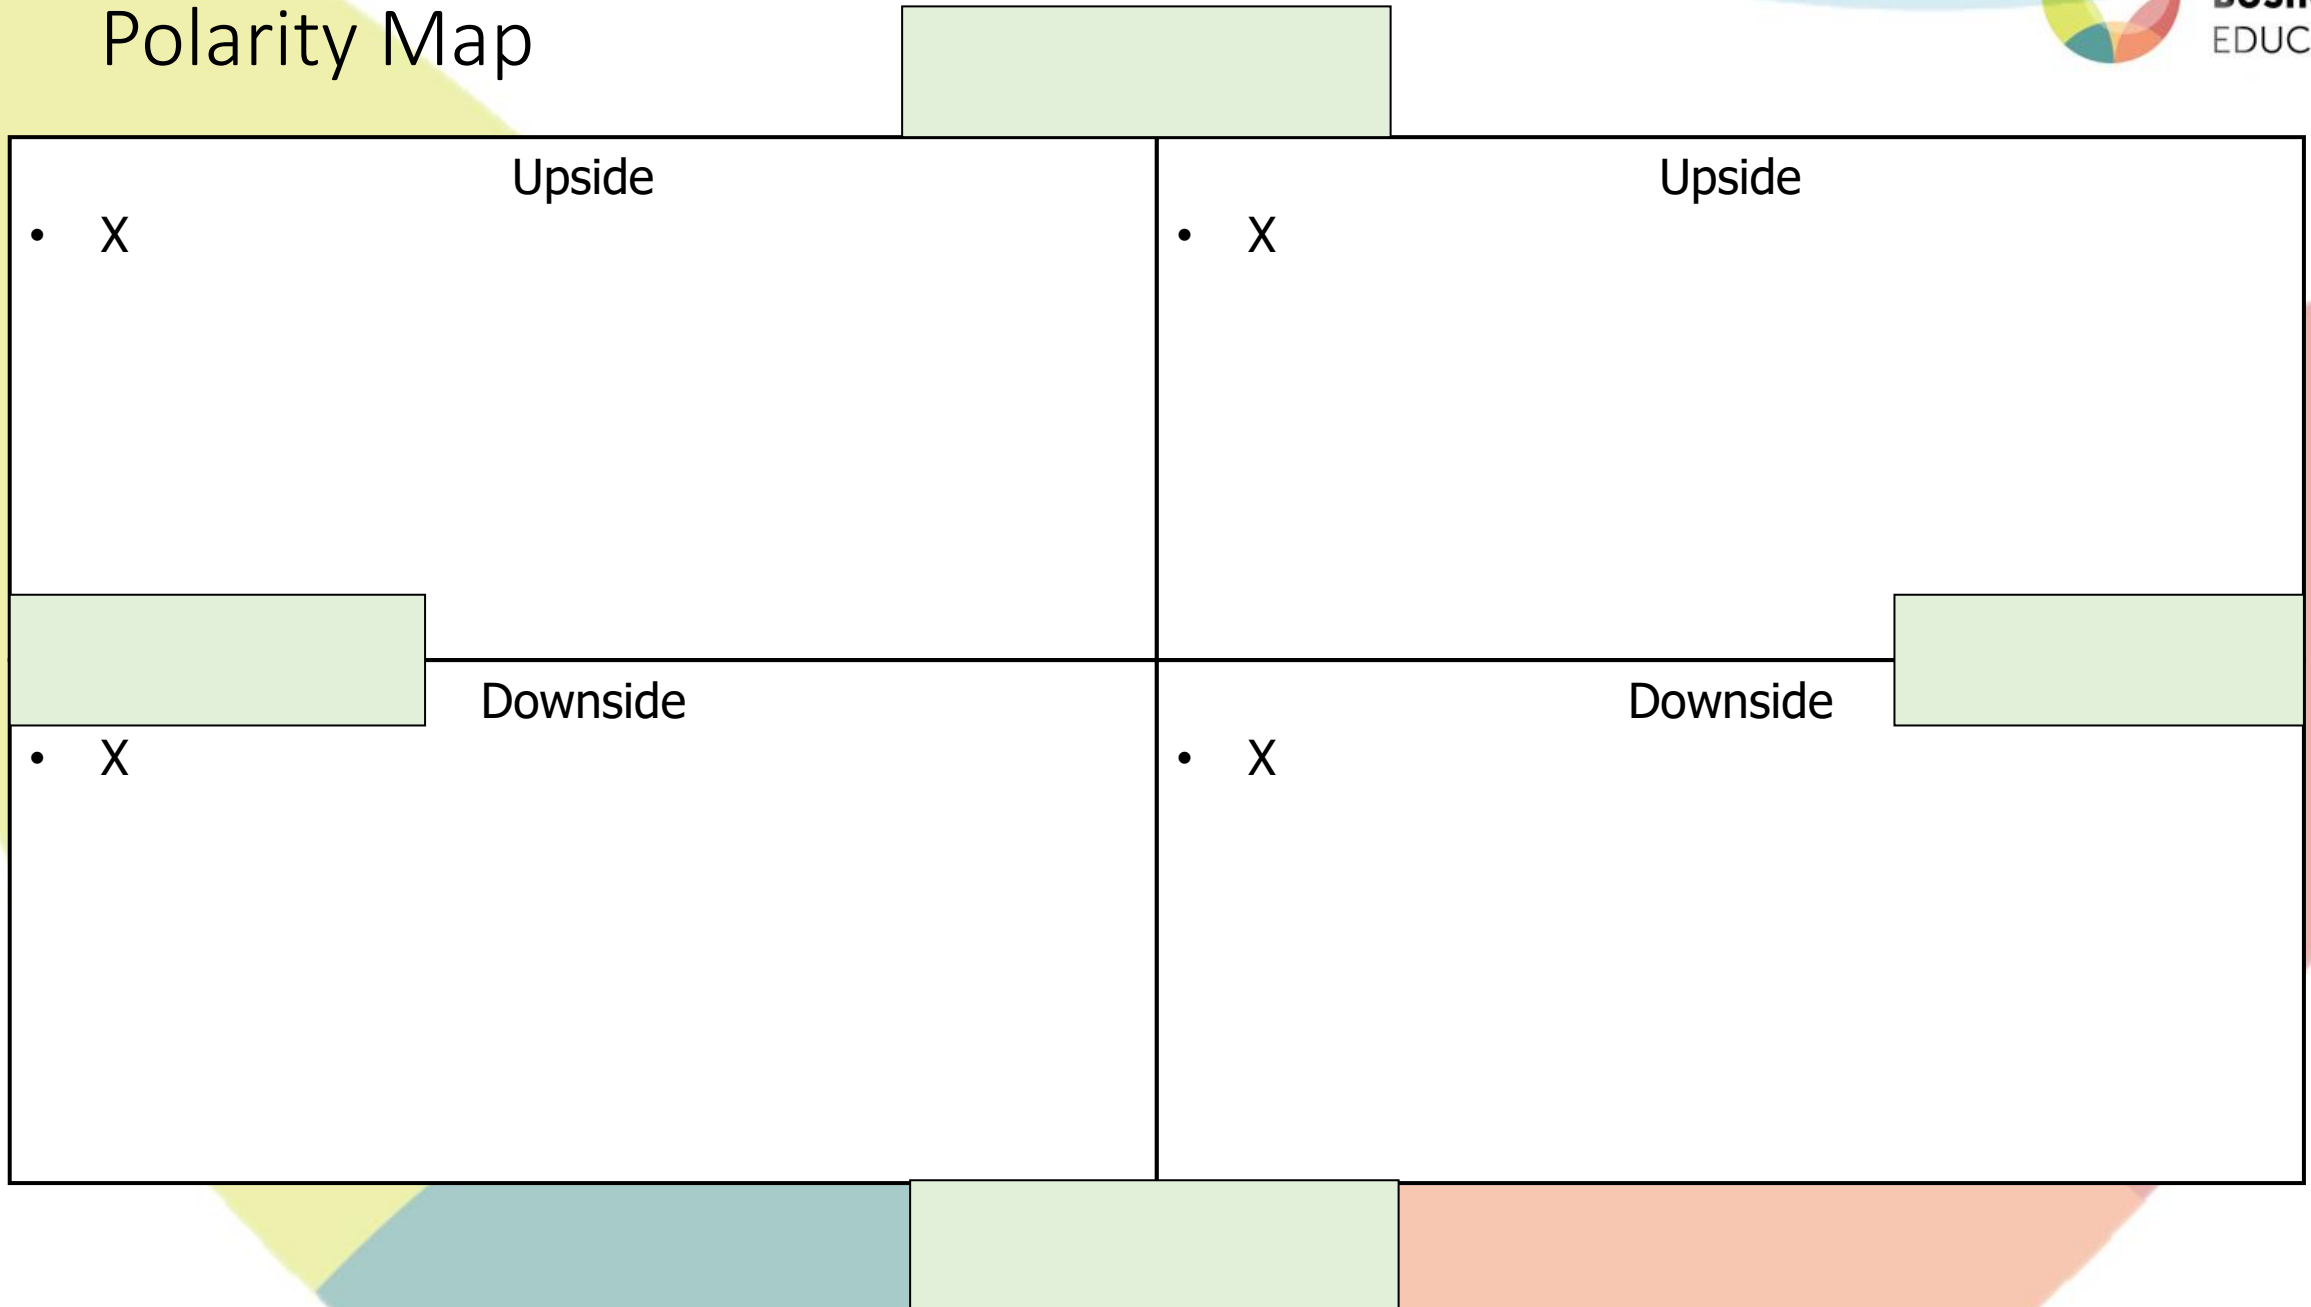 Polarity Map
EDUC
Upside
• X
Upside
• X
Downside
• X
Downside
• X